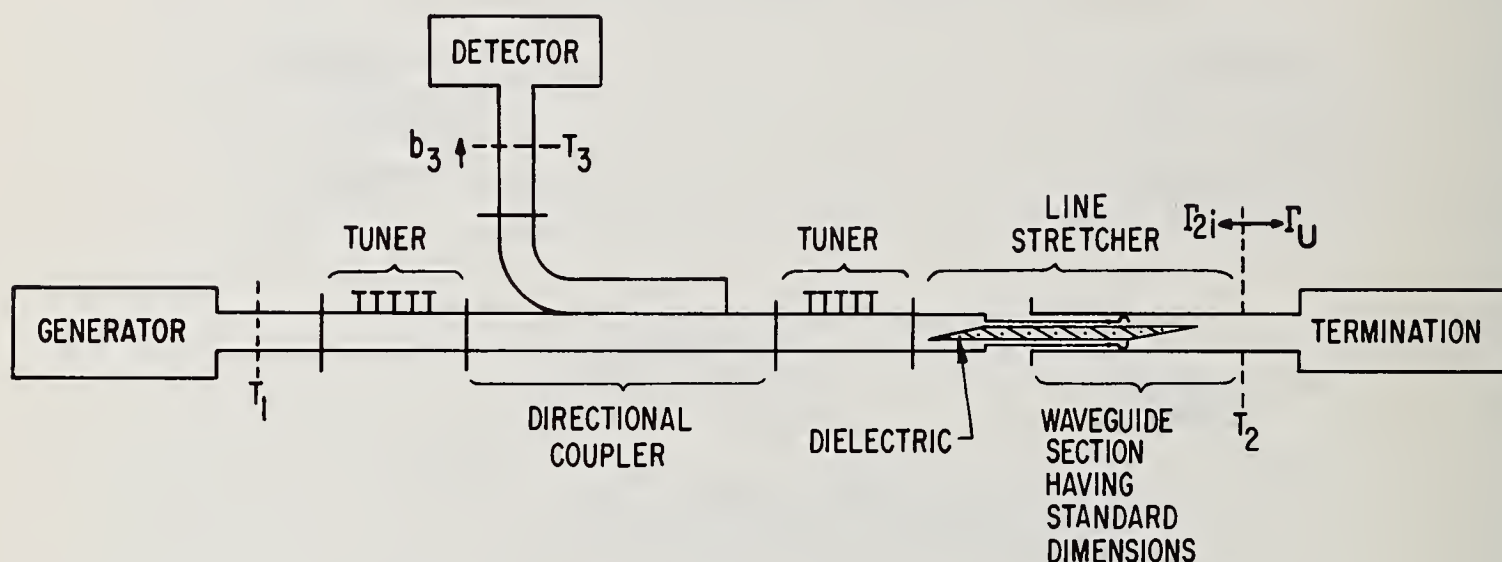 DETECTOR
b3
T3
TUNER
TUNER
LINE
STRETCHER
Γ2i
ΓU
GENERATOR
TERMINATION
T1
DIRECTIONAL
COUPLER
DIELECTRIC
WAVEGUIDE
SECTION
HAVING
STANDARD
DIMENSIONS
T2